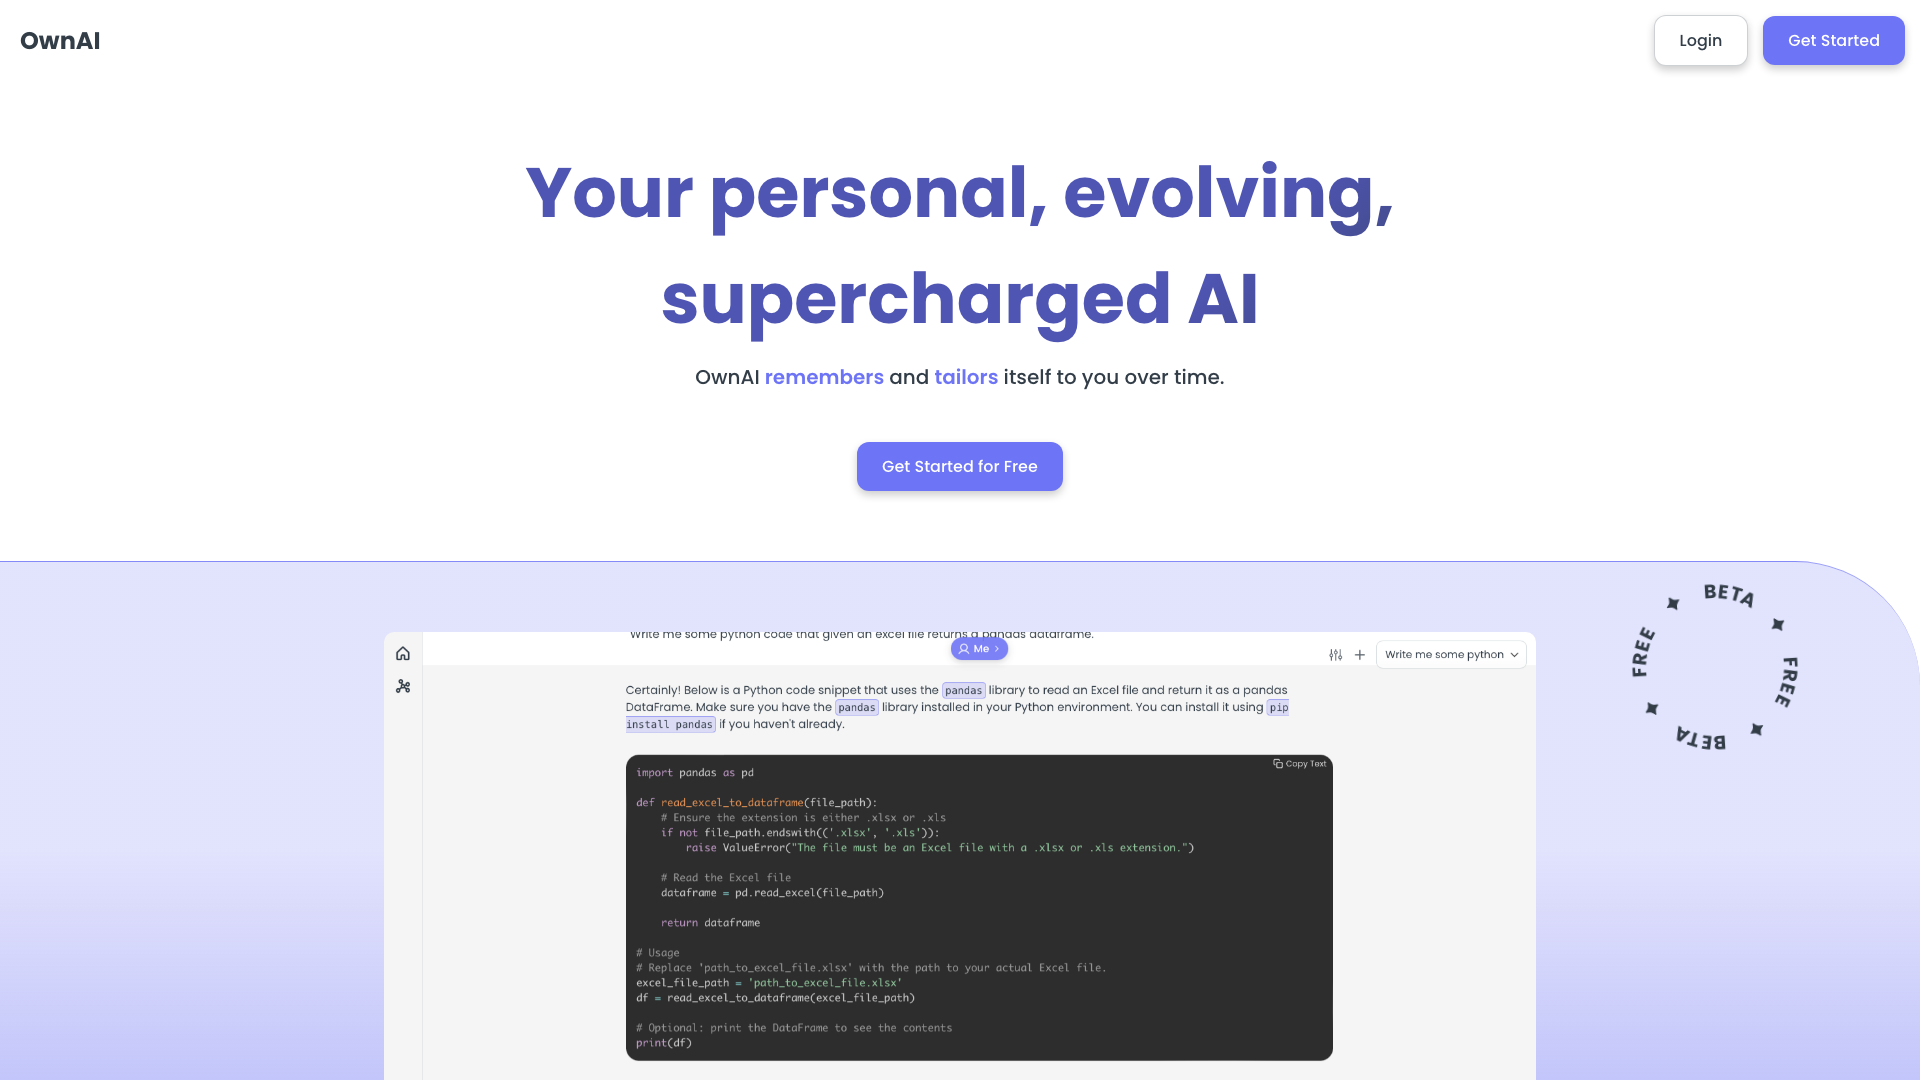 OwnAI
Login
Get Started
Your personal, evolving,
supercharged AI
OwnAI remembers and tailors itself to you over time.
Get Started for Free
BETA
FREE
BETA
FREE
Write me some python code that given an excel file returns a pandas dataframe.
Me
Write me some python
Certainly! Below is a Python code snippet that uses the pandas library to read an Excel file and return it as a pandas
DataFrame. Make sure you have the pandas library installed in your Python environment. You can install it using pip
install pandas if you haven't already.
Copy Text
import pandas as pd
def read_excel_to_dataframe(file_path):
# Ensure the extension is either .xlsx or .xls
if not file_path.endswith(('.xlsx', '.xls')):
raise ValueError("The file must be an Excel file with a .xlsx or .xls extension.")
# Read the Excel file
dataframe = pd.read_excel(file_path)
return dataframe
# Usage
# Replace 'path_to_excel_file.xlsx' with the path to your actual Excel file.
excel_file_path = 'path_to_excel_file.xlsx'
df = read_excel_to_dataframe(excel_file_path)
# Optional: print the DataFrame to see the contents
print(df)